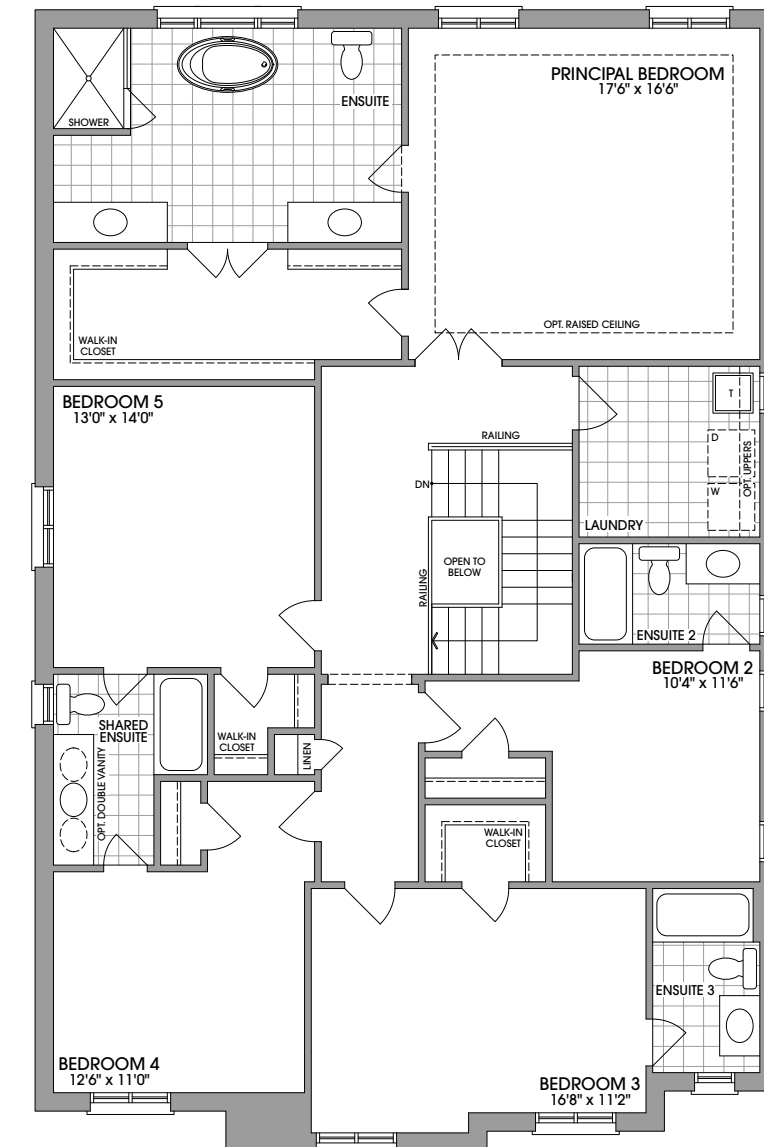 PRINCIPAL BEDROOM
17'6" x 16'6"
ENSUITE
SHOWER
OPT. RAISED CEILING
WALK-IN
CLOSET
BEDROOM 5
13'0" x 14'0"
RAILING
DN
OPEN TO
BELOW
RAILING
T
D
W
OPT. UPPERS
LAUNDRY
ENSUITE 2
BEDROOM 2
10'4" x 11'6"
SHARED
ENSUITE
OPT. DOUBLE VANITY
WALK-IN
CLOSET
LINEN
WALK-IN
CLOSET
ENSUITE 3
BEDROOM 4
12'6" x 11'0"
BEDROOM 3
16'8" x 11'2"